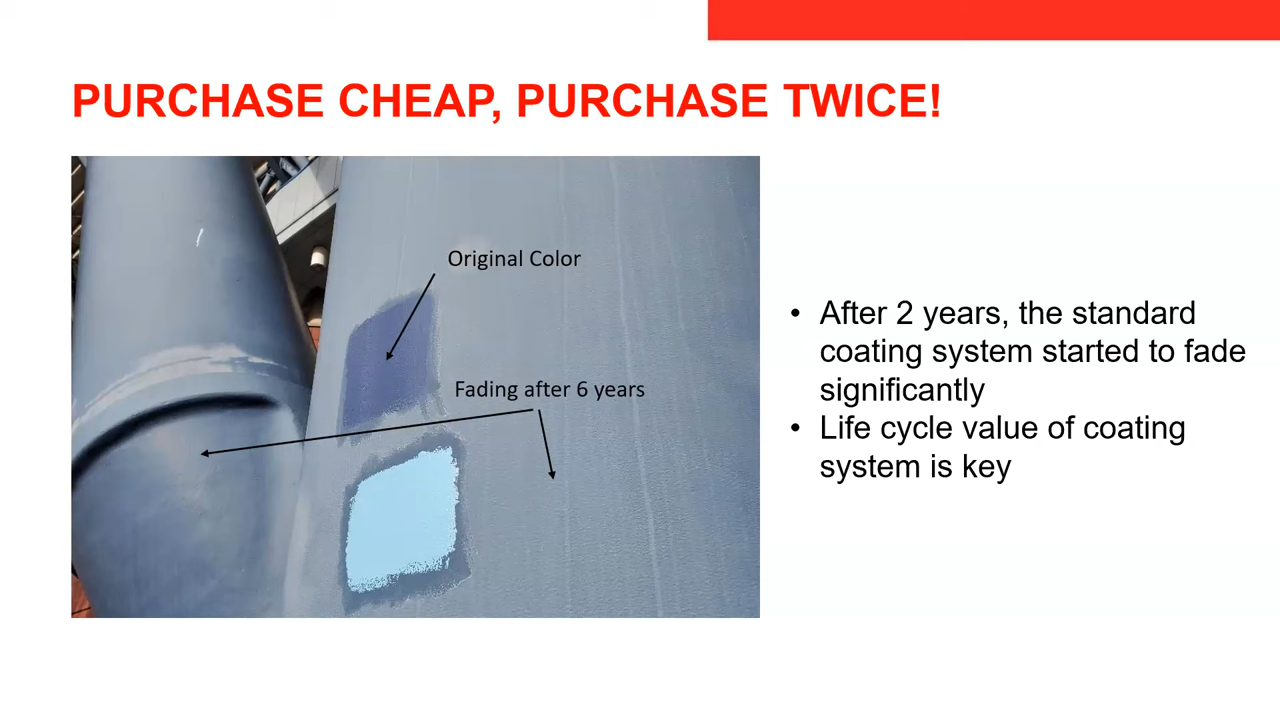 PURCHASE CHEAP, PURCHASE TWICE!
Original Color
Fading after 6 years
• After 2 years, the standard
coating system started to fade
significantly
• Life cycle value of coating
system is key